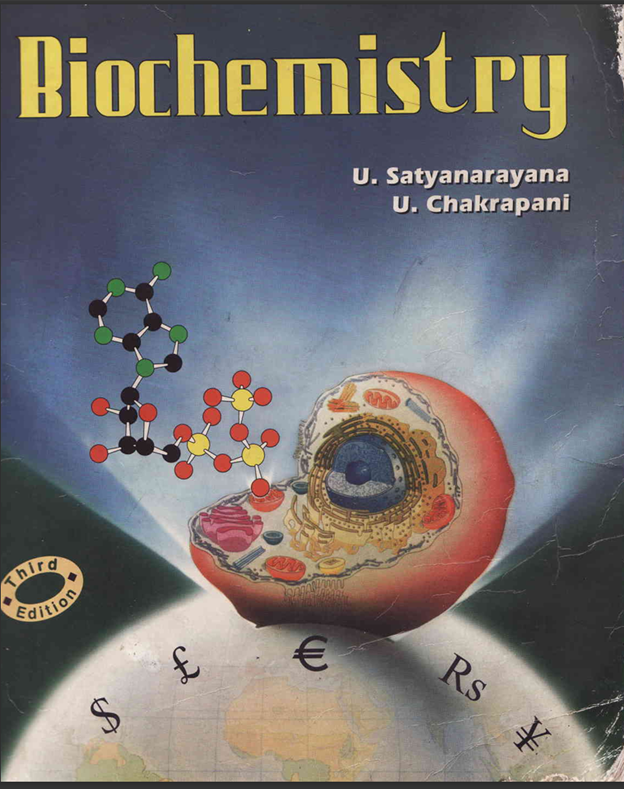 Biochemistry
U. Satyanarayana
U. Chakrapani
Third
Edition
$ £ € Rs ¥